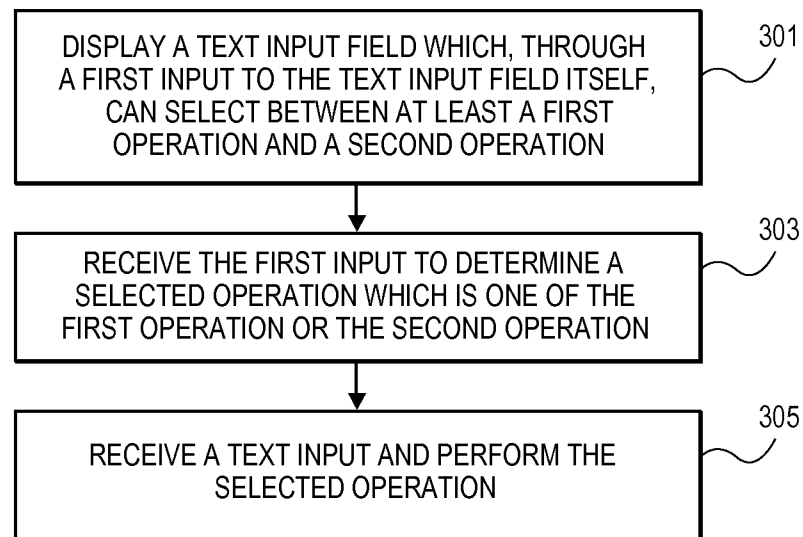 DISPLAY A TEXT INPUT FIELD WHICH, THROUGH
A FIRST INPUT TO THE TEXT INPUT FIELD ITSELF,
CAN SELECT BETWEEN AT LEAST A FIRST
OPERATION AND A SECOND OPERATION
301
RECEIVE THE FIRST INPUT TO DETERMINE A
SELECTED OPERATION WHICH IS ONE OF THE
FIRST OPERATION OR THE SECOND OPERATION
303
RECEIVE A TEXT INPUT AND PERFORM THE
SELECTED OPERATION
305